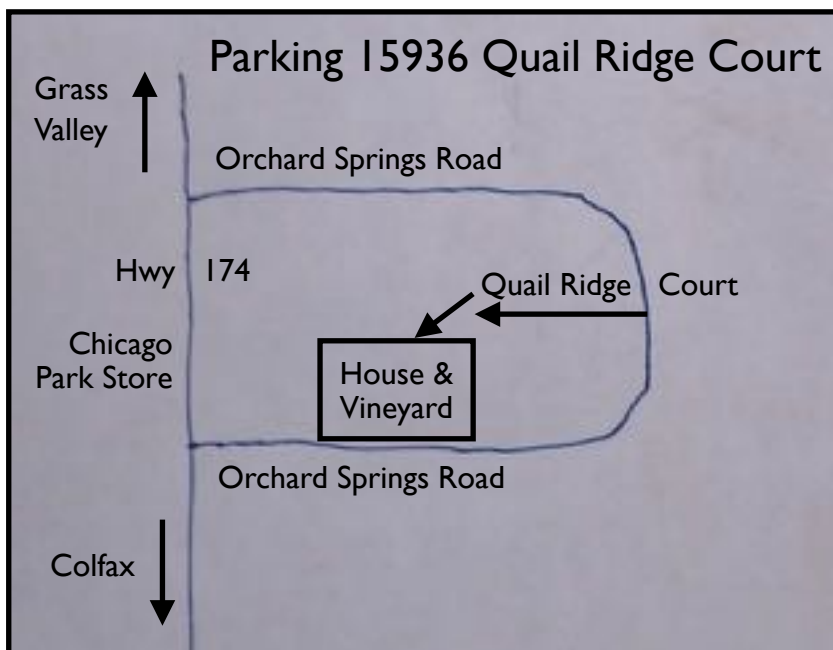 Parking 15936 Quail Ridge Court
Grass
Valley
Orchard Springs Road
Hwy 174
Quail Ridge Court
Chicago
Park Store
House &
Vineyard
Orchard Springs Road
Colfax